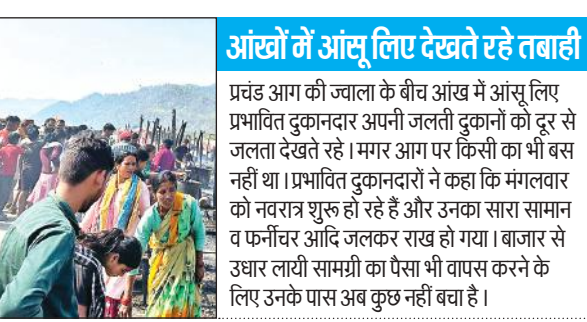 आंखों में आंसू लिए देखते रहे तबाही
प्रचंड आग की ज्वाला के बीच आंख में आंसू लिए
प्रभावित दुकानदार अपनी जलती दुकानों को दूर से
जलता देखते रहे । मगर आग पर किसी का भी बस
नहीं था । प्रभावित दुकानदारों ने कहा कि मंगलवार
को नवरात्र शुरू हो रहे हैं और उनका सारा सामान
व फर्नीचर आदि जलकर राख हो गया । बाजार से
उधार लायी सामग्री का पैसा भी वापस करने के
लिए उनके पास अब कुछ नहीं बचा है ।